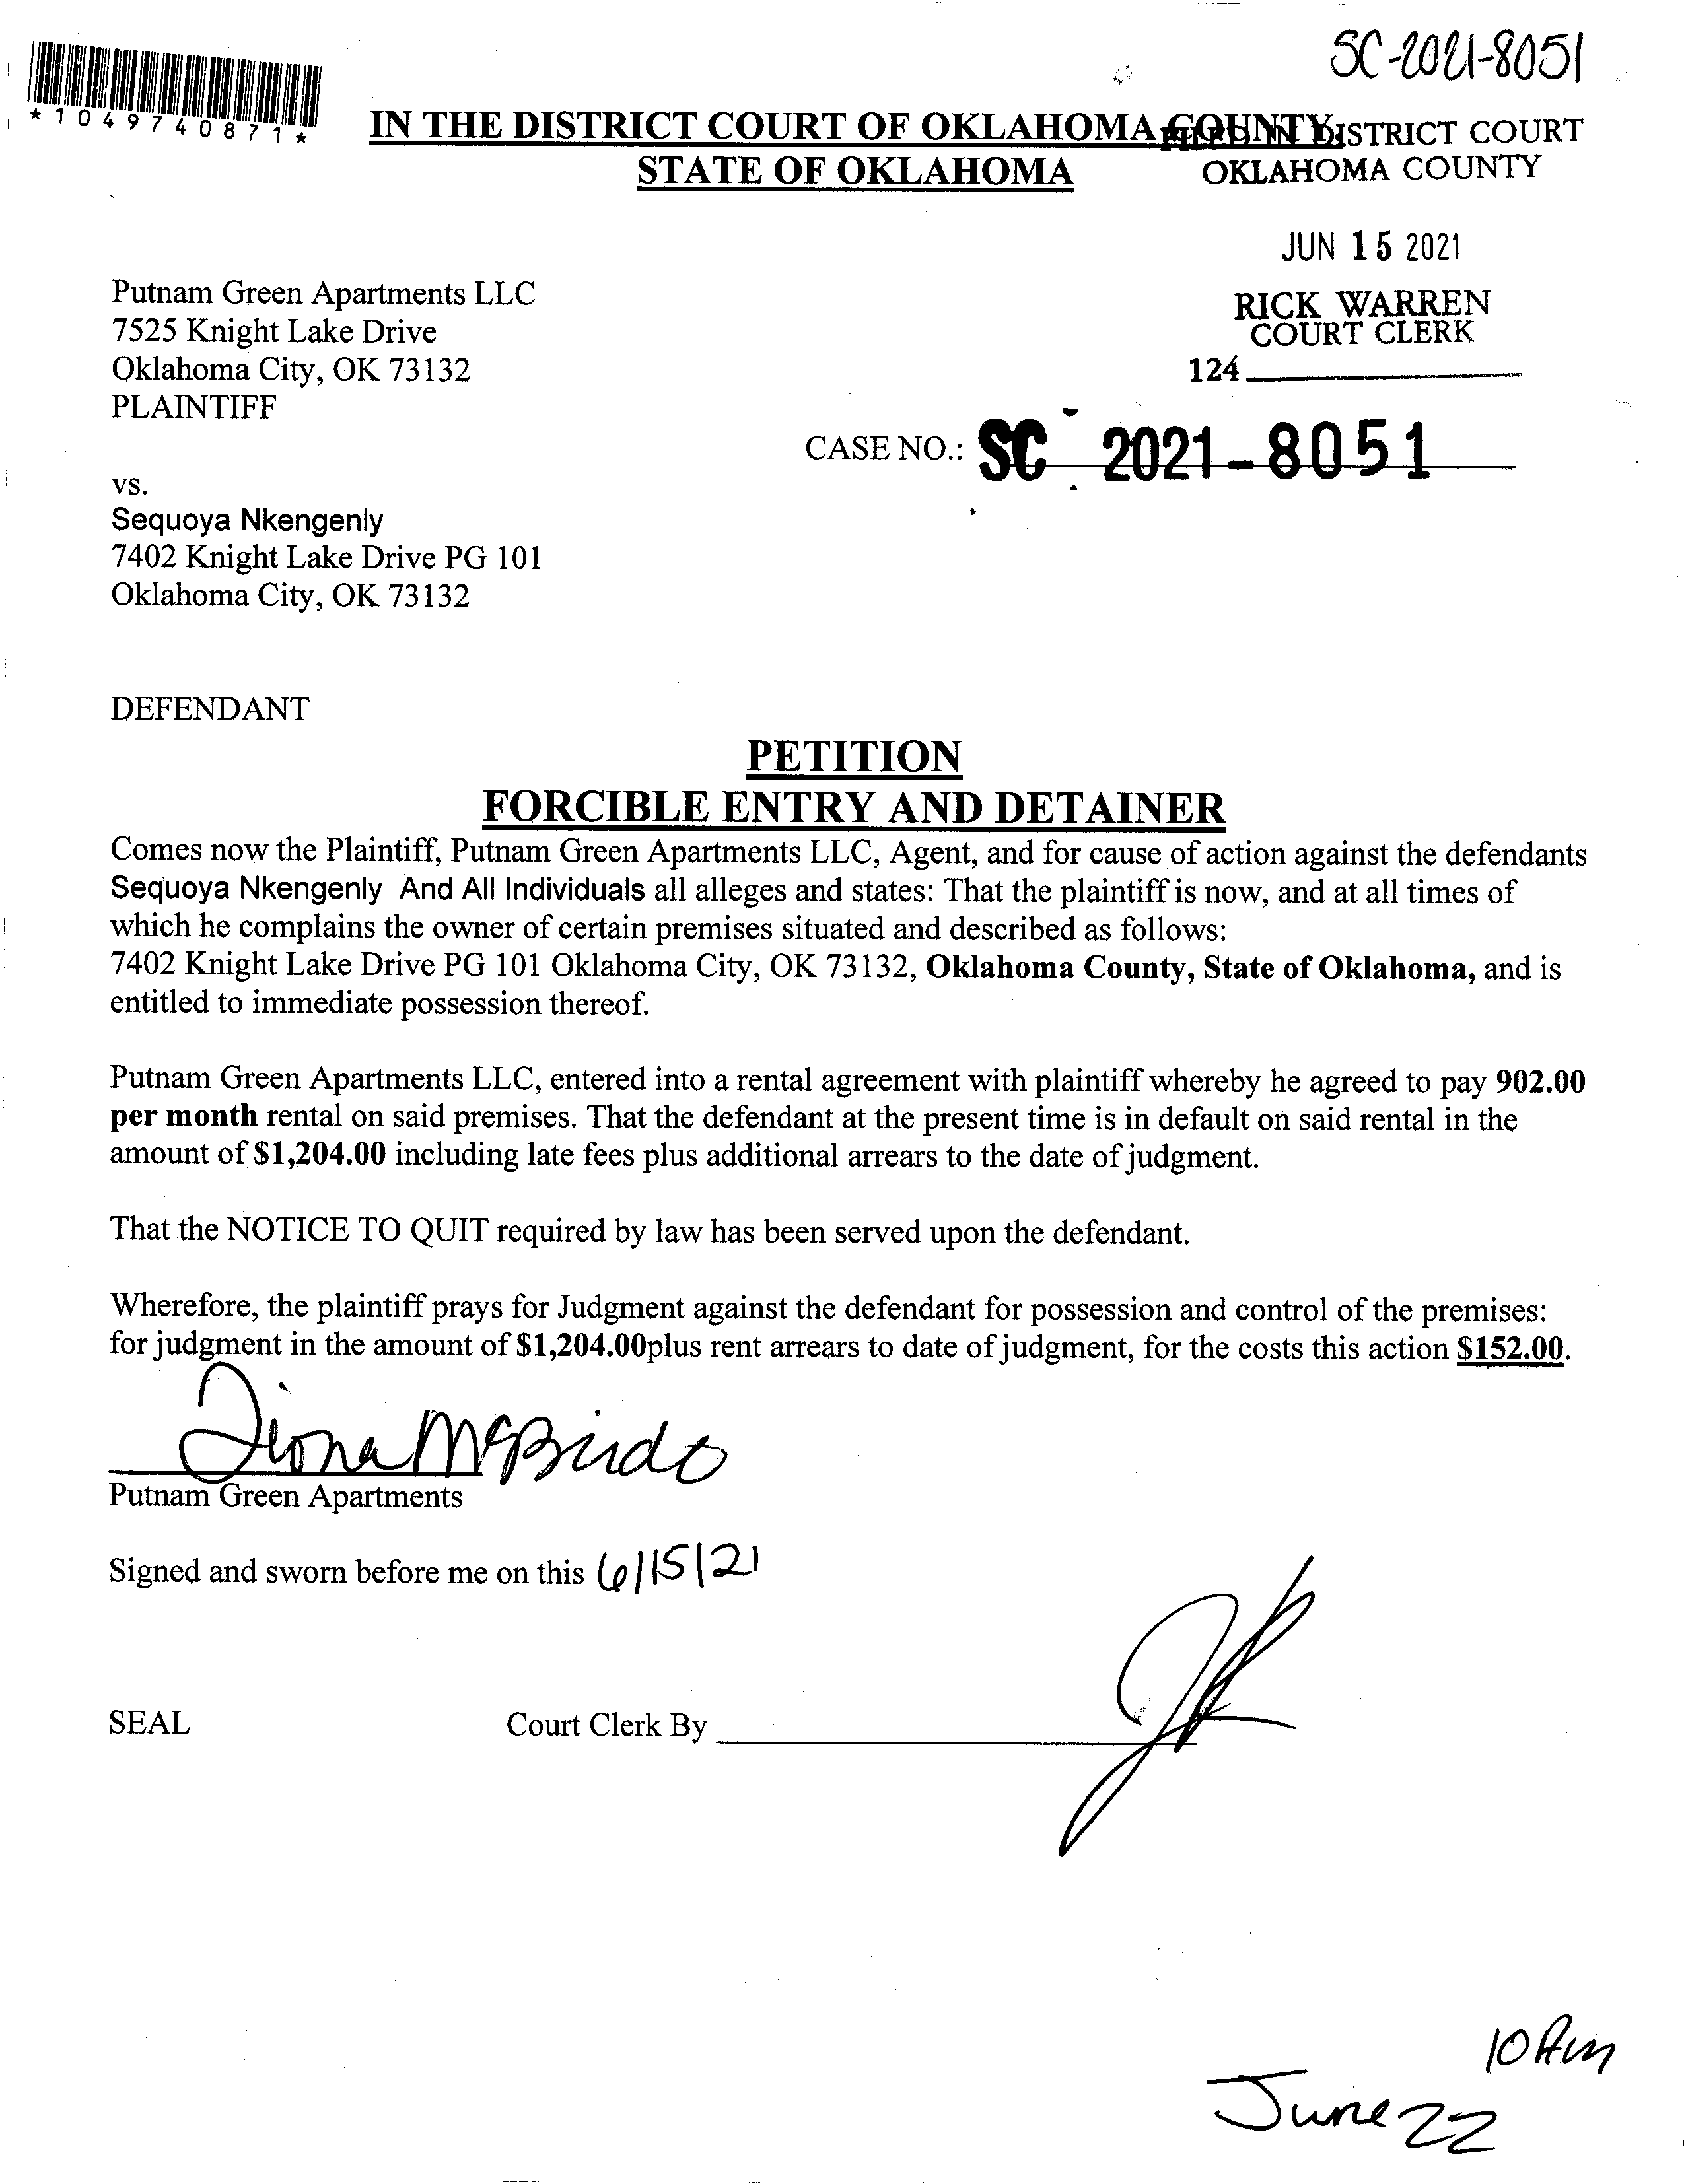 SC-2021-8051
*1049740871*
IN THE DISTRICT COURT OF OKLAHOMA COUNTY
FILED IN DISTRICT COURT
STATE OF OKLAHOMA
OKLAHOMA COUNTY
JUN 15 2021
Putnam Green Apartments LLC
RICK WARREN
7525 Knight Lake Drive
COURT CLERK
Oklahoma City, OK 73132
124
PLAINTIFF
CASE NO.: SC 2021-8051
vs.
Sequoya Nkengenly
7402 Knight Lake Drive PG 101
Oklahoma City, OK 73132
DEFENDANT
PETITION
FORCIBLE ENTRY AND DETAINER
Comes now the Plaintiff, Putnam Green Apartments LLC, Agent, and for cause of action against the defendants
Sequoya Nkengenly And All Individuals all alleges and states: That the plaintiff is now, and at all times of
which he complains the owner of certain premises situated and described as follows:
7402 Knight Lake Drive PG 101 Oklahoma City, OK 73132, Oklahoma County, State of Oklahoma, and is
entitled to immediate possession thereof.
Putnam Green Apartments LLC, entered into a rental agreement with plaintiff whereby he agreed to pay 902.00
per month rental on said premises. That the defendant at the present time is in default on said rental in the
amount of $1,204.00 including late fees plus additional arrears to the date of judgment.
That the NOTICE TO QUIT required by law has been served upon the defendant.
Wherefore, the plaintiff prays for Judgment against the defendant for possession and control of the premises:
for judgment in the amount of $1,204.00plus rent arrears to date of judgment, for the costs this action $152.00.
Putnam Green Apartments
Signed and sworn before me on this 6/15/21
SEAL Court Clerk By
10 Am
June 22